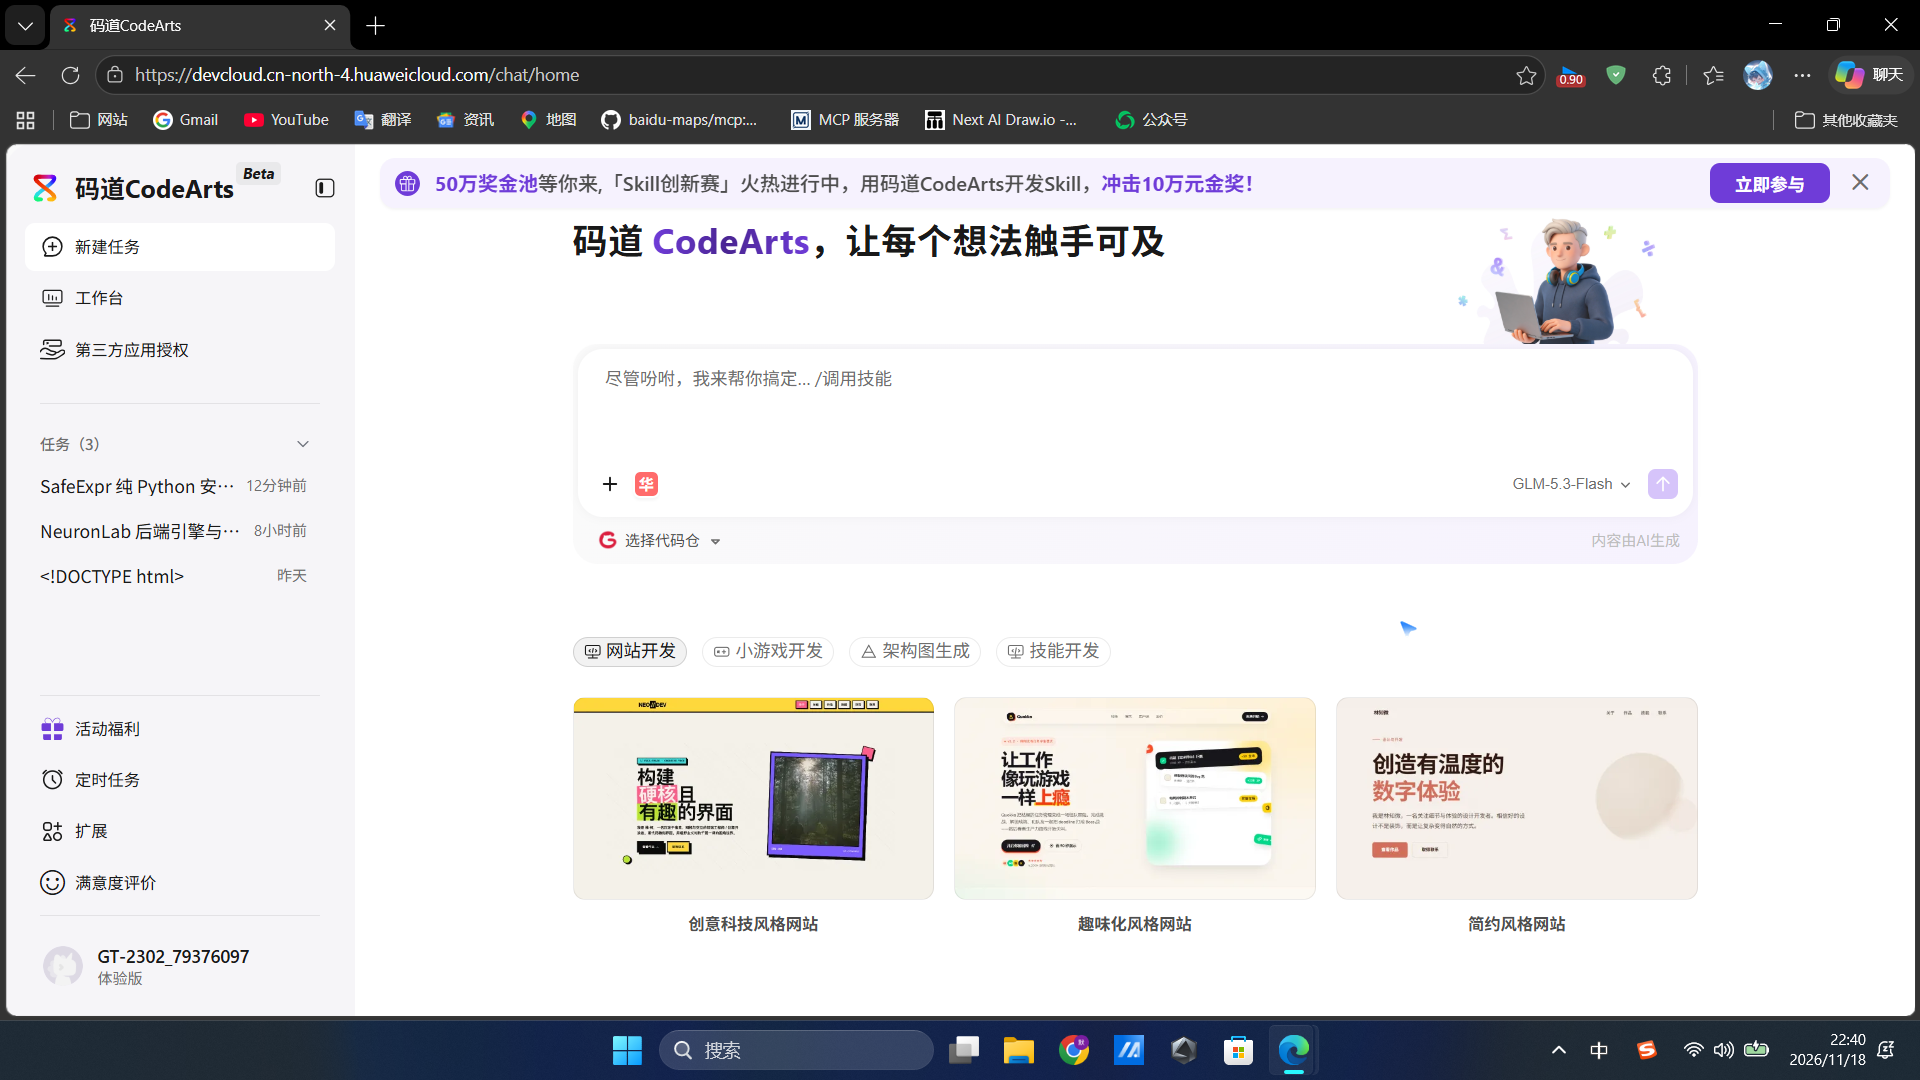 码道CodeArts
https://devcloud.cn-north-4.huaweicloud.com/chat/home
0.90
聊天
网站
Gmail
YouTube
翻译
资讯
地图
baidu-maps/mcp:...
MCP 服务器
Next AI Draw.io -...
公众号
其他收藏夹
码道CodeArts
Beta
新建任务
工作台
第三方应用授权
任务（3）
SafeExpr 纯 Python 安… 12分钟前
NeuronLab 后端引擎与… 8小时前
<!DOCTYPE html> 昨天
活动福利
定时任务
扩展
满意度评价
GT-2302_79376097
体验版
50万奖金池等你来，「Skill创新赛」火热进行中，用码道CodeArts开发Skill，冲击10万元金奖！
立即参与
码道 CodeArts，让每个想法触手可及
尽管吩咐，我来帮你搞定... /调用技能
华
GLM-5.3-Flash
选择代码仓
内容由AI生成
网站开发
小游戏开发
架构图生成
技能开发
构建
硬核且
有趣的界面
让工作
像玩游戏
一样上瘾
创造有温度的
数字体验
创意科技风格网站
趣味化风格网站
简约风格网站
搜索
中
22:40
2026/11/18